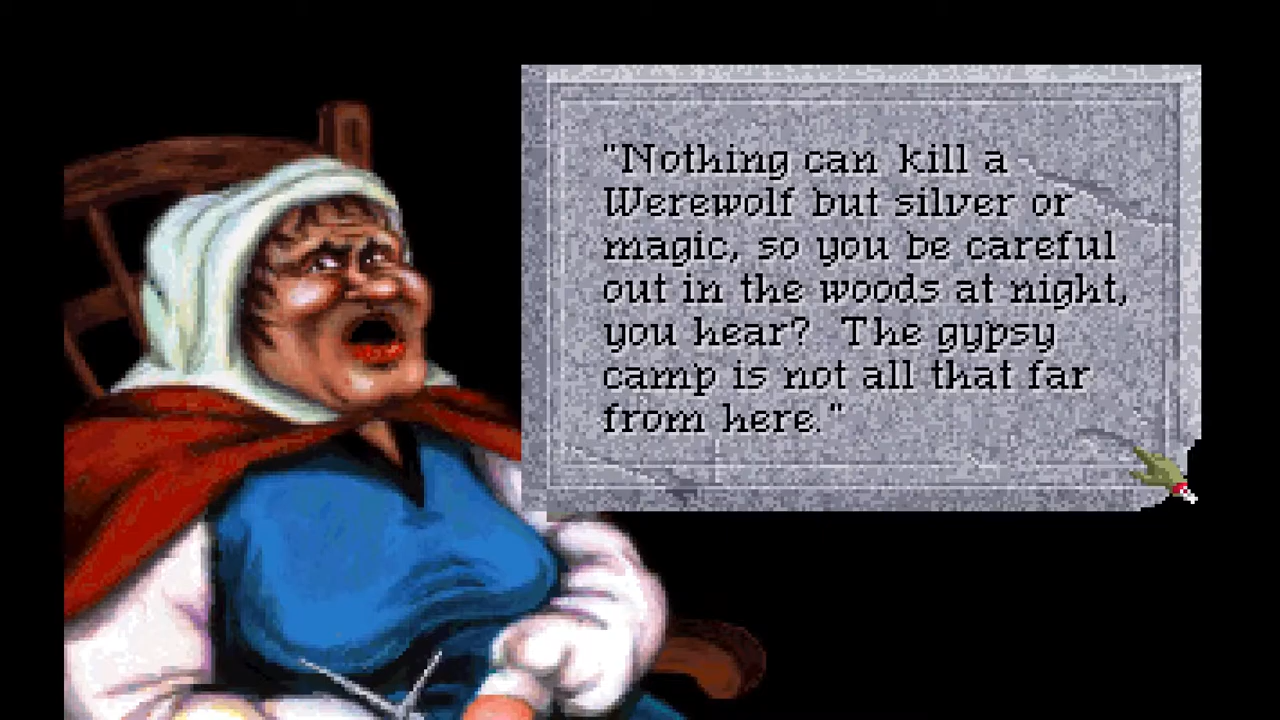 "Nothing can kill a
Werewolf but silver or
magic, so you be careful
out in the woods at night,
you hear?  The gypsy
camp is not all that far
from here."